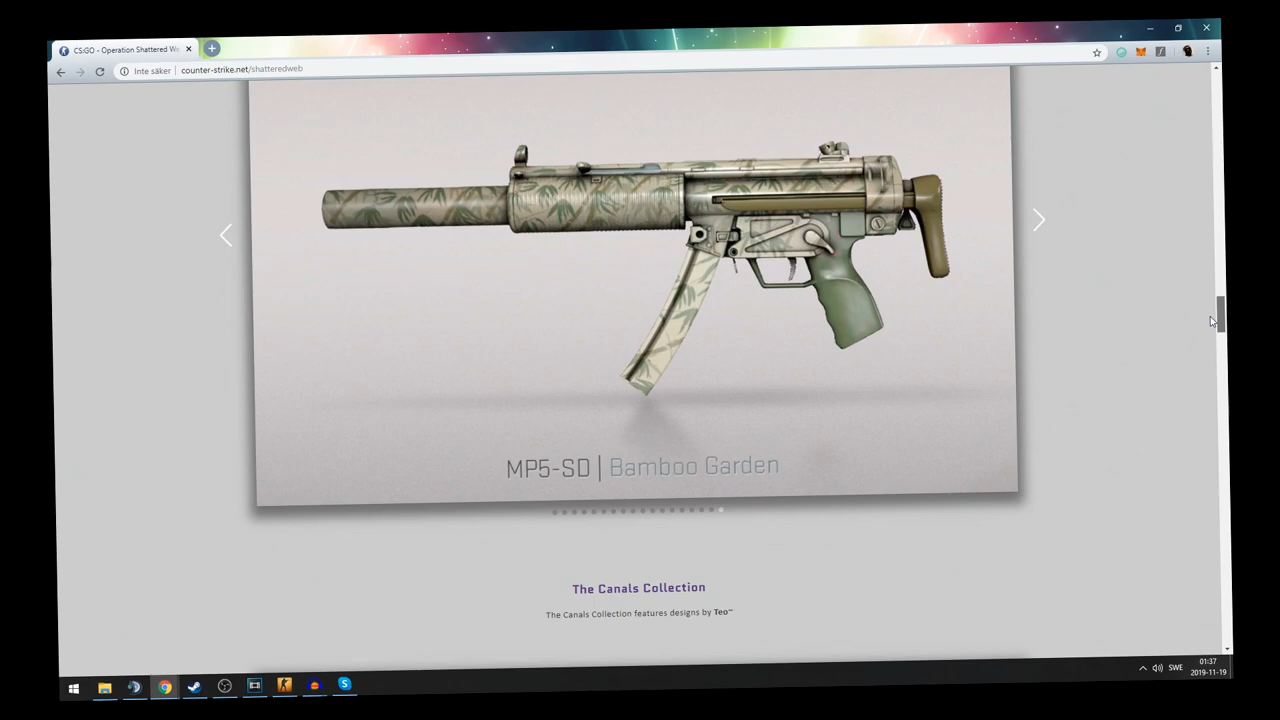 CS:GO - Operation Shattered We
Inte säker | counter-strike.net/shatteredweb
MP5-SD | Bamboo Garden
The Canals Collection
The Canals Collection features designs by Teo™
SWE
01:37
2019-11-19